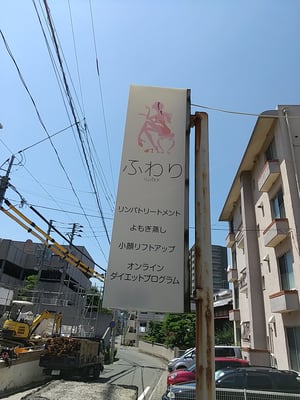 ふわり
リンパトリートメント
よもぎ蒸し
小顔リフトアップ
オンライン
ダイエットプログラム